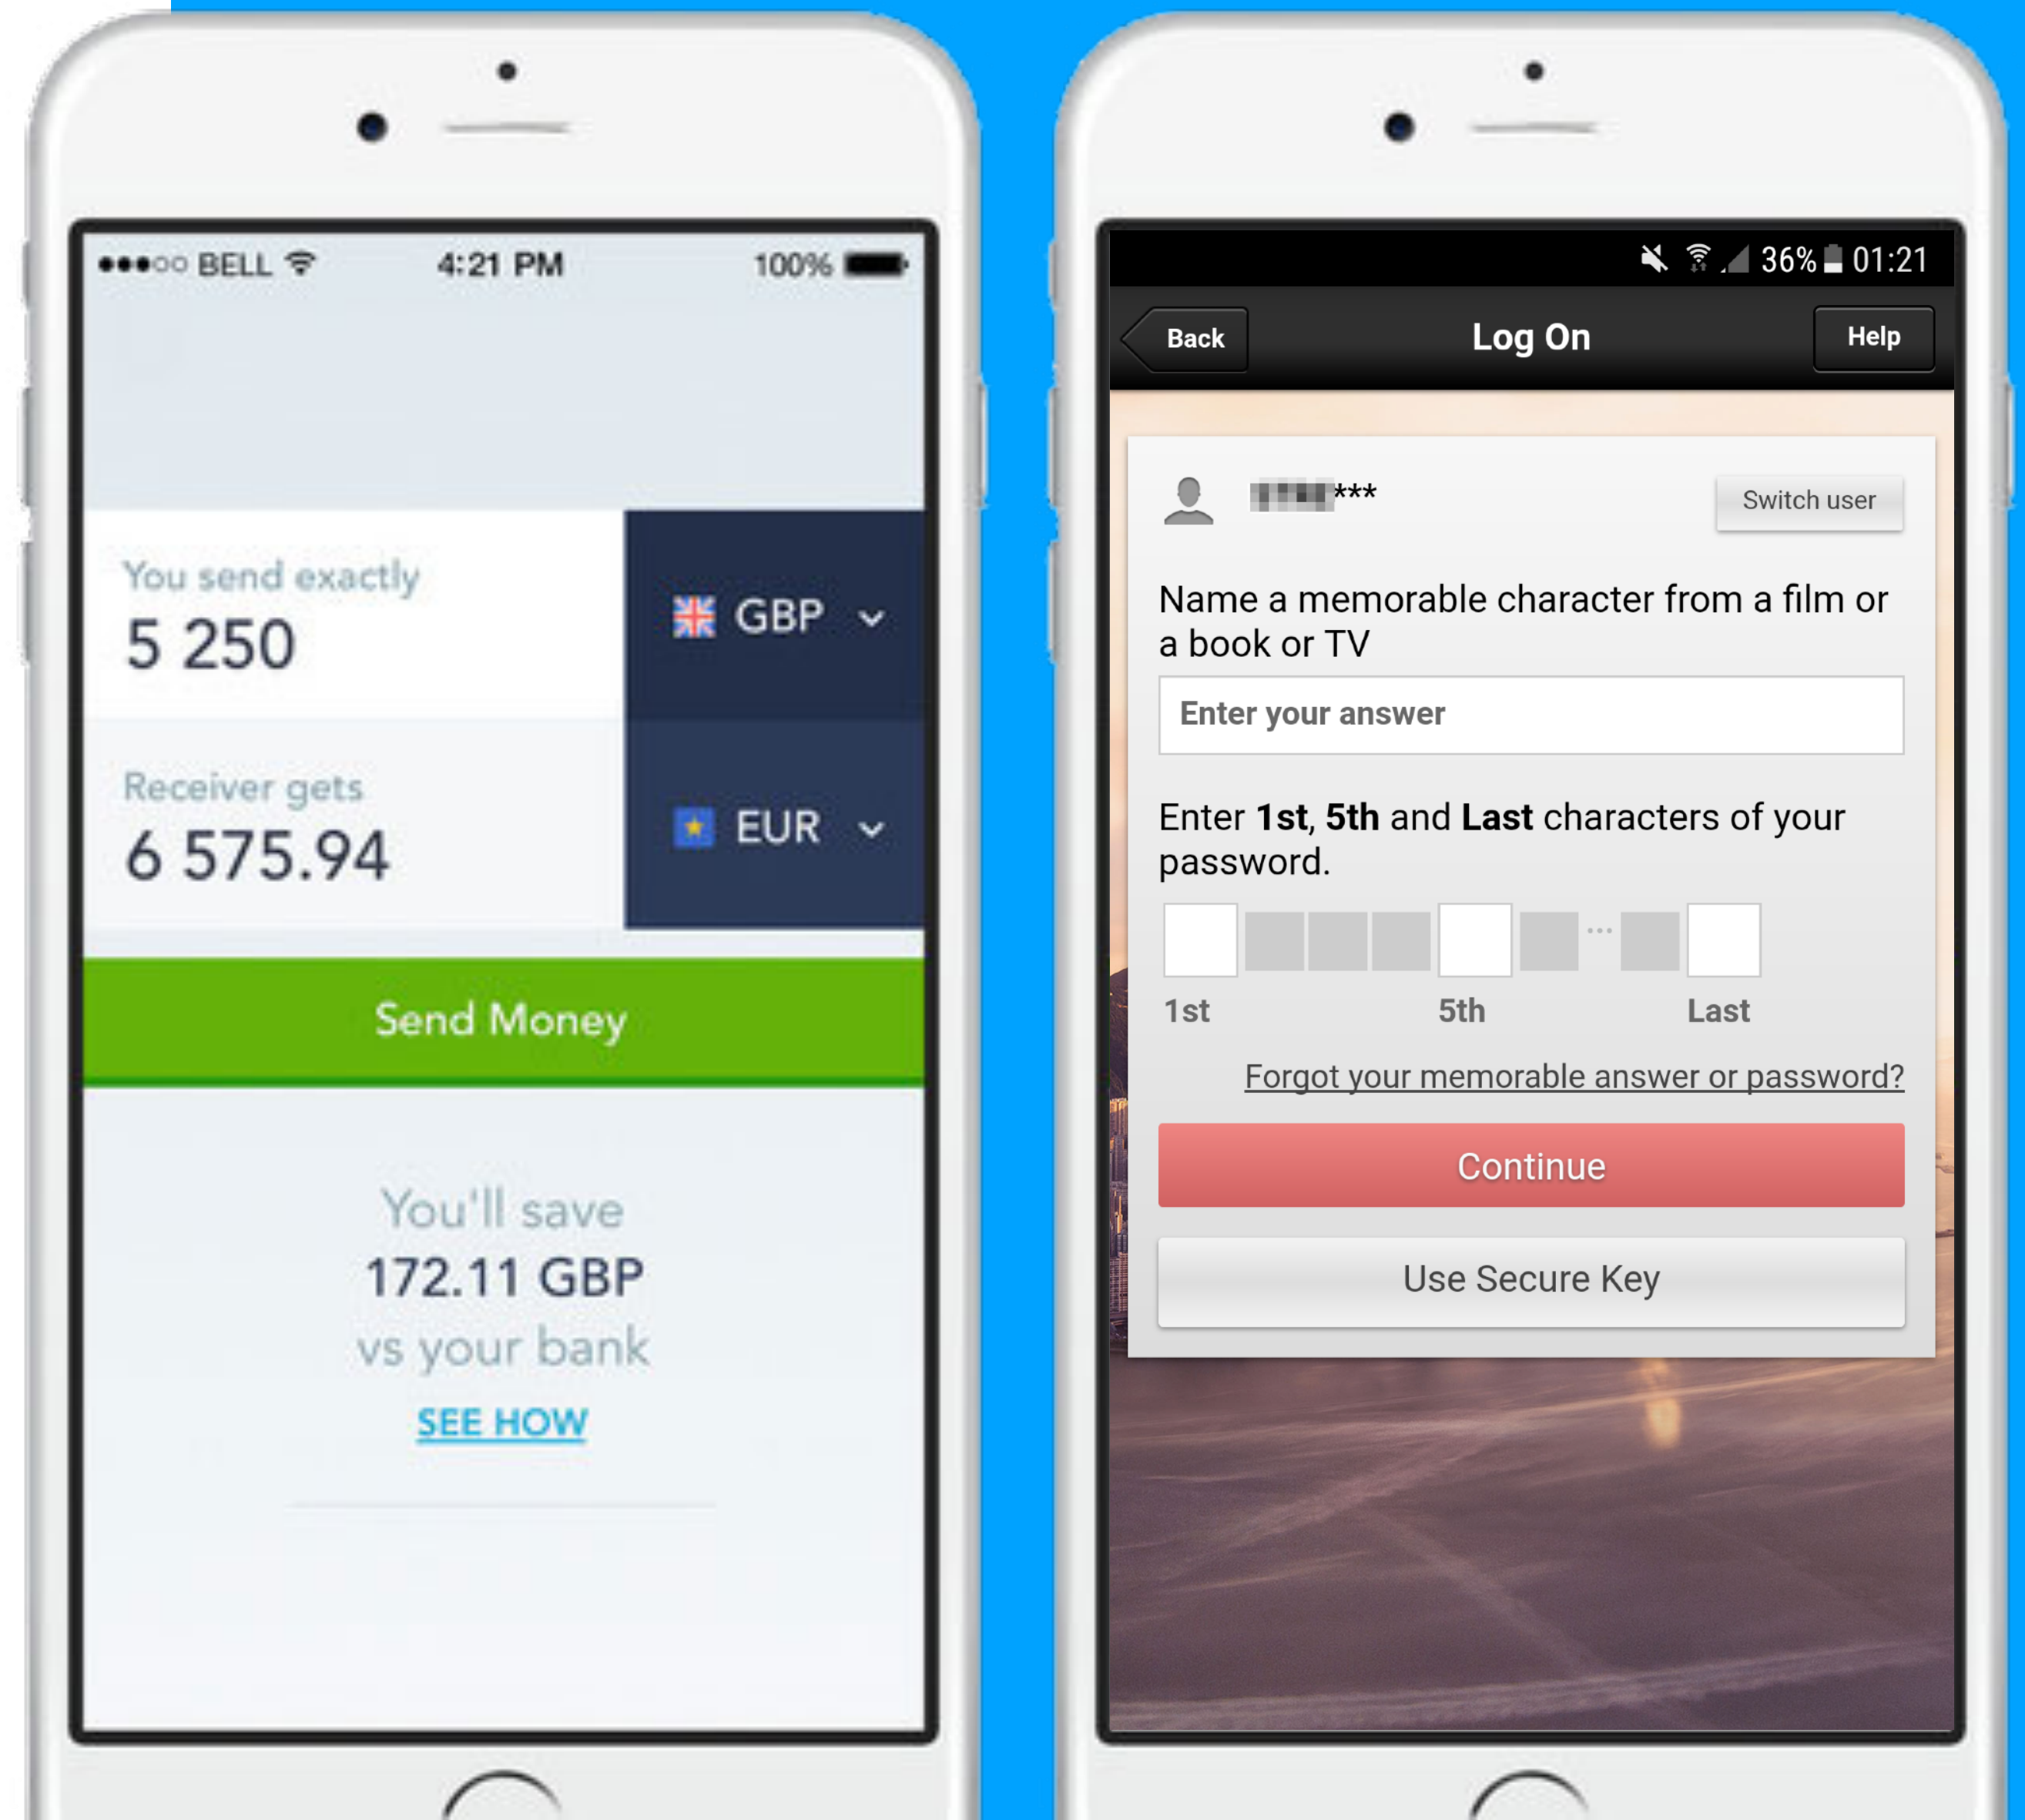 BELL 4:21 PM 100%
You send exactly
5 250
GBP
Receiver gets
6 575.94
EUR
Send Money
You'll save
172.11 GBP
vs your bank
SEE HOW
36% 01:21
Back Log On Help
*** Switch user
Name a memorable character from a film or
a book or TV
Enter your answer
Enter 1st, 5th and Last characters of your
password.
...
1st 5th Last
Forgot your memorable answer or password?
Continue
Use Secure Key